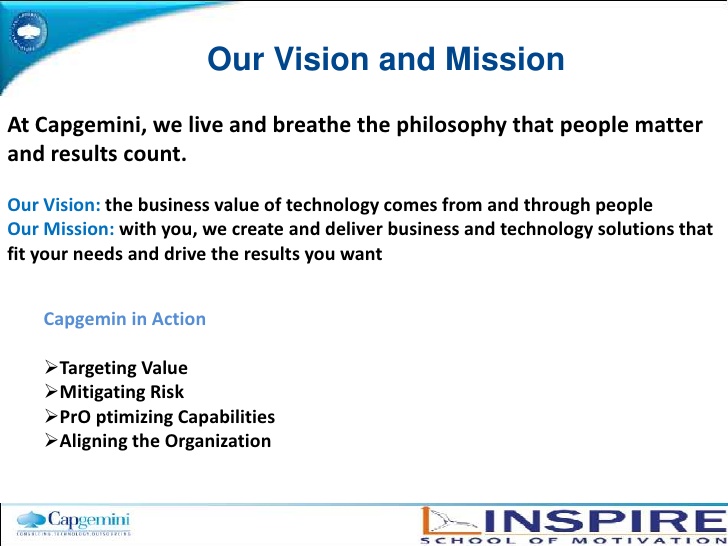 Our Vision and Mission
At Capgemini, we live and breathe the philosophy that people matter
and results count.
Our Vision: the business value of technology comes from and through people
Our Mission: with you, we create and deliver business and technology solutions that
fit your needs and drive the results you want
Capgemin in Action
➢Targeting Value
➢Mitigating Risk
➢PrO ptimizing Capabilities
➢Aligning the Organization
Capgemini
CONSULTING.TECHNOLOGY.OUTSOURCING
INSPIRE
SCHOOL OF MOTIVATION